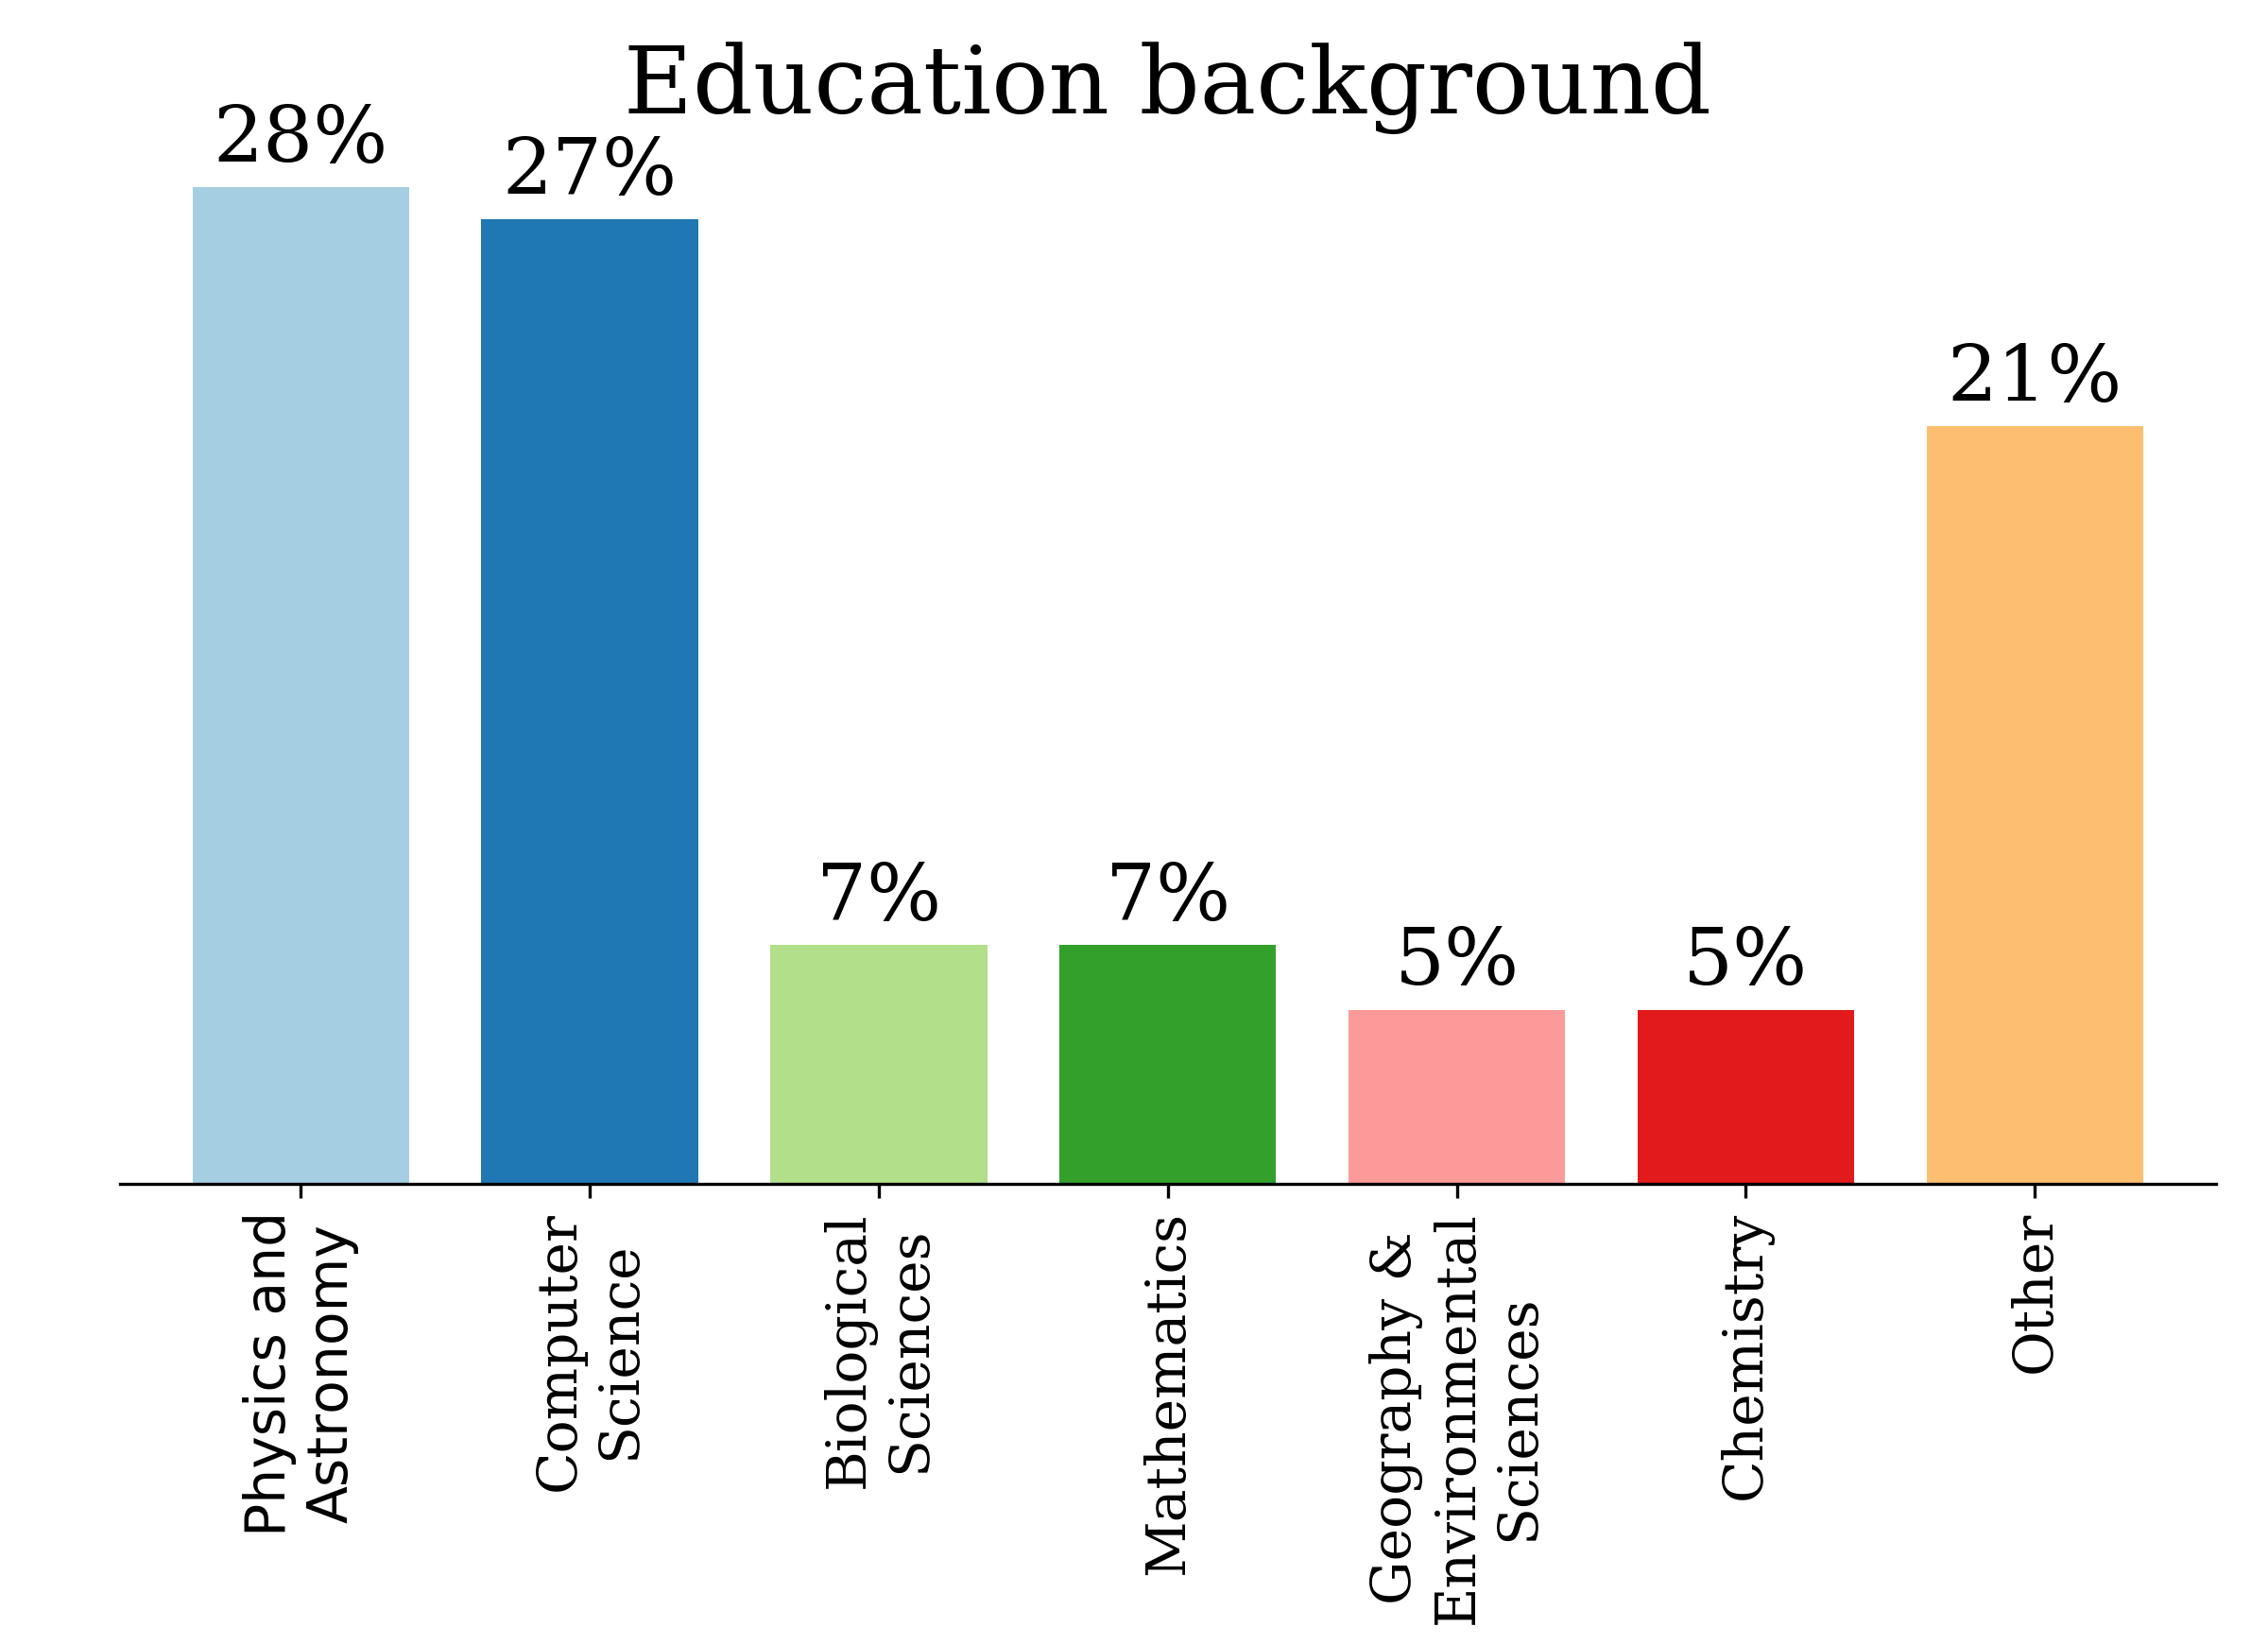 Education background
28%
27%
7%
7%
5%
5%
21%
Physics and
Astronomy
Computer
Science
Biological
Sciences
Mathematics
Geography &
Environmental
Sciences
Chemistry
Other